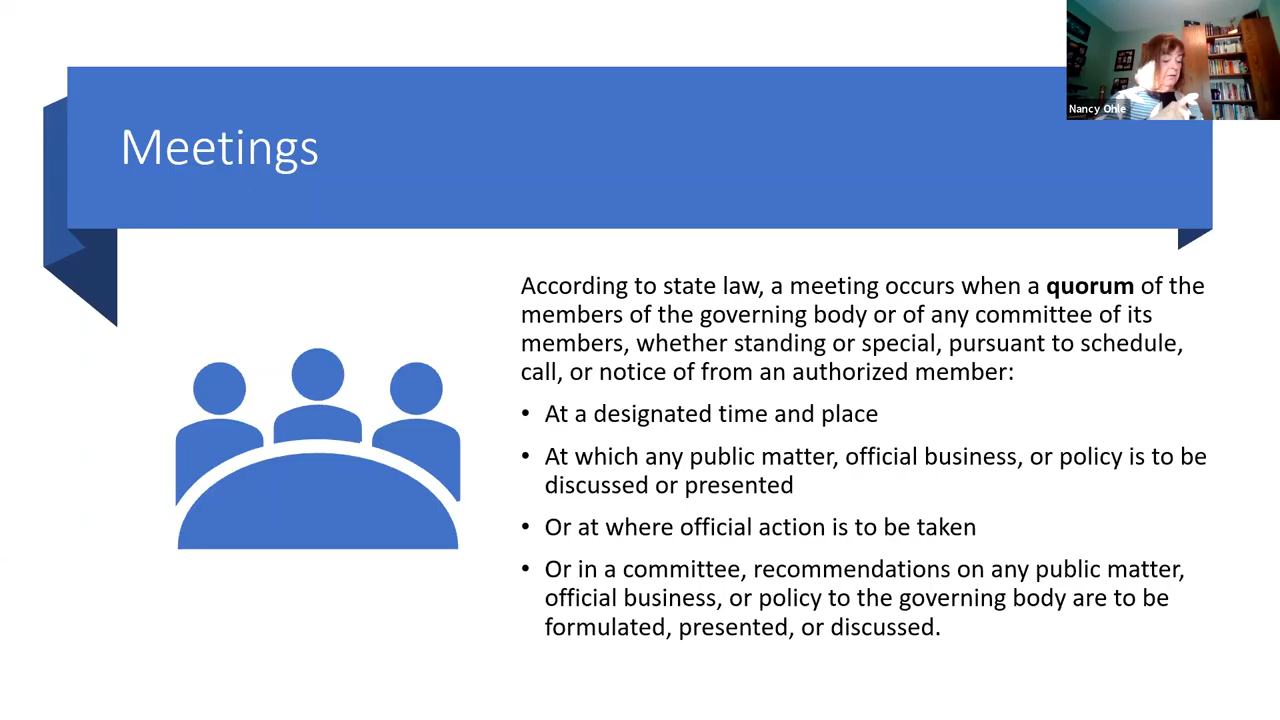 Nancy Ohle
Meetings
According to state law, a meeting occurs when a quorum of the
members of the governing body or of any committee of its
members, whether standing or special, pursuant to schedule,
call, or notice of from an authorized member:
• At a designated time and place
• At which any public matter, official business, or policy is to be
discussed or presented
• Or at where official action is to be taken
• Or in a committee, recommendations on any public matter,
official business, or policy to the governing body are to be
formulated, presented, or discussed.